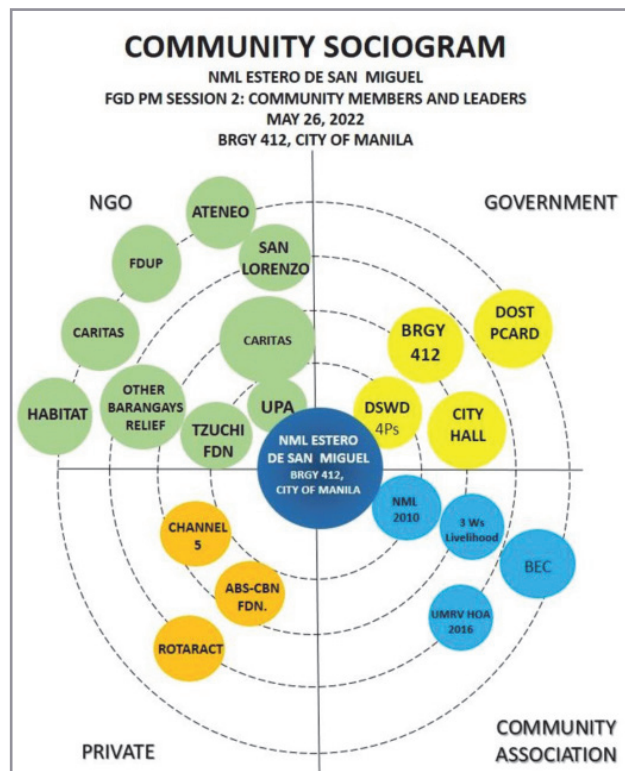 COMMUNITY SOCIOGRAM
NML ESTERO DE SAN MIGUEL
FGD PM SESSION 2: COMMUNITY MEMBERS AND LEADERS
MAY 26, 2022
BRGY 412, CITY OF MANILA
NGO
GOVERNMENT
ATENEO
SAN
LORENZO
FDUP
CARITAS
CARITAS
HABITAT
OTHER
BARANGAYS
RELIEF
TZUCHI
FDN
UPA
DOST
PCARD
BRGY
412
DSWD
4Ps
CITY
HALL
NML ESTERO
DE SAN MIGUEL
BRGY 412,
CITY OF MANILA
CHANNEL
5
ABS-CBN
FDN.
ROTARACT
NML
2010
3 Ws
Livelihood
BEC
UMRV HOA
2016
PRIVATE
COMMUNITY
ASSOCIATION